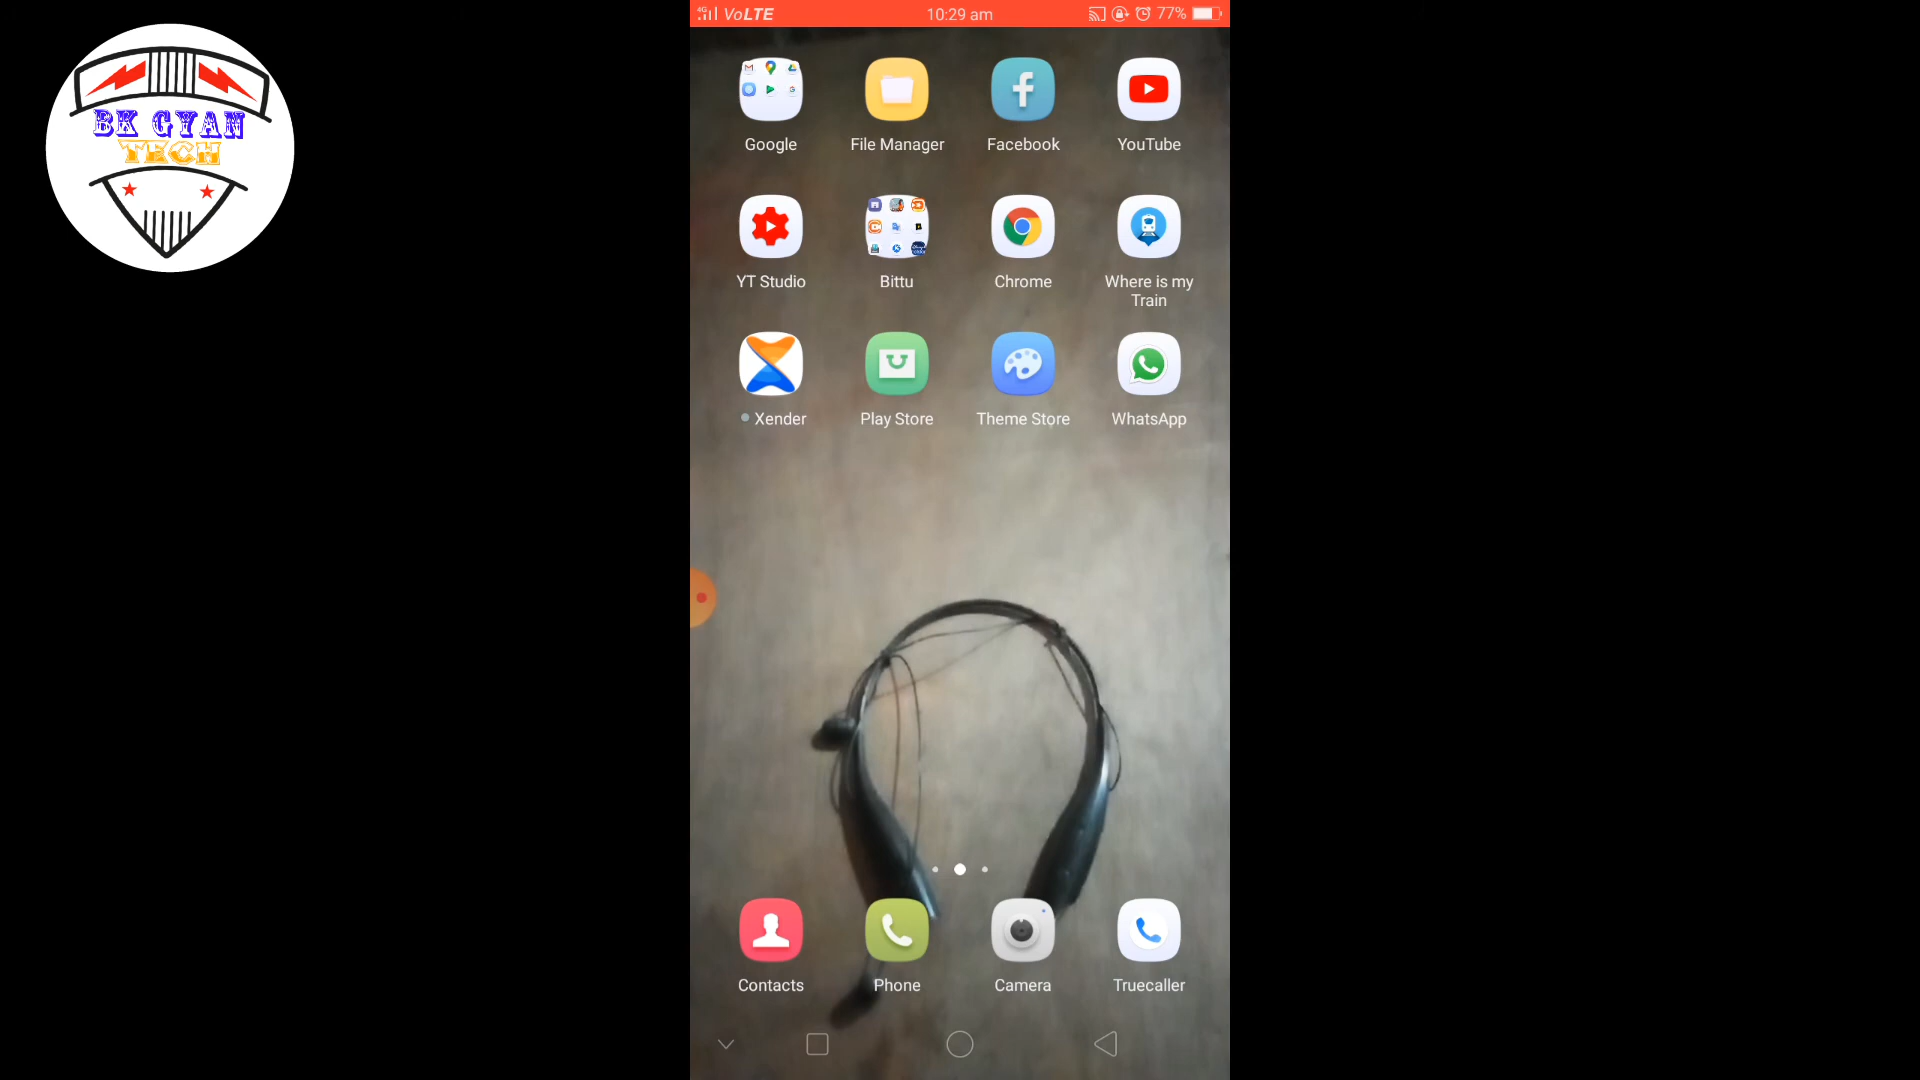 BK GYAN
TECH
4G VoLTE 10:29 am 77%
Google File Manager Facebook YouTube
YT Studio Bittu Chrome Where is my
Train
Xender Play Store Theme Store WhatsApp
Contacts Phone Camera Truecaller